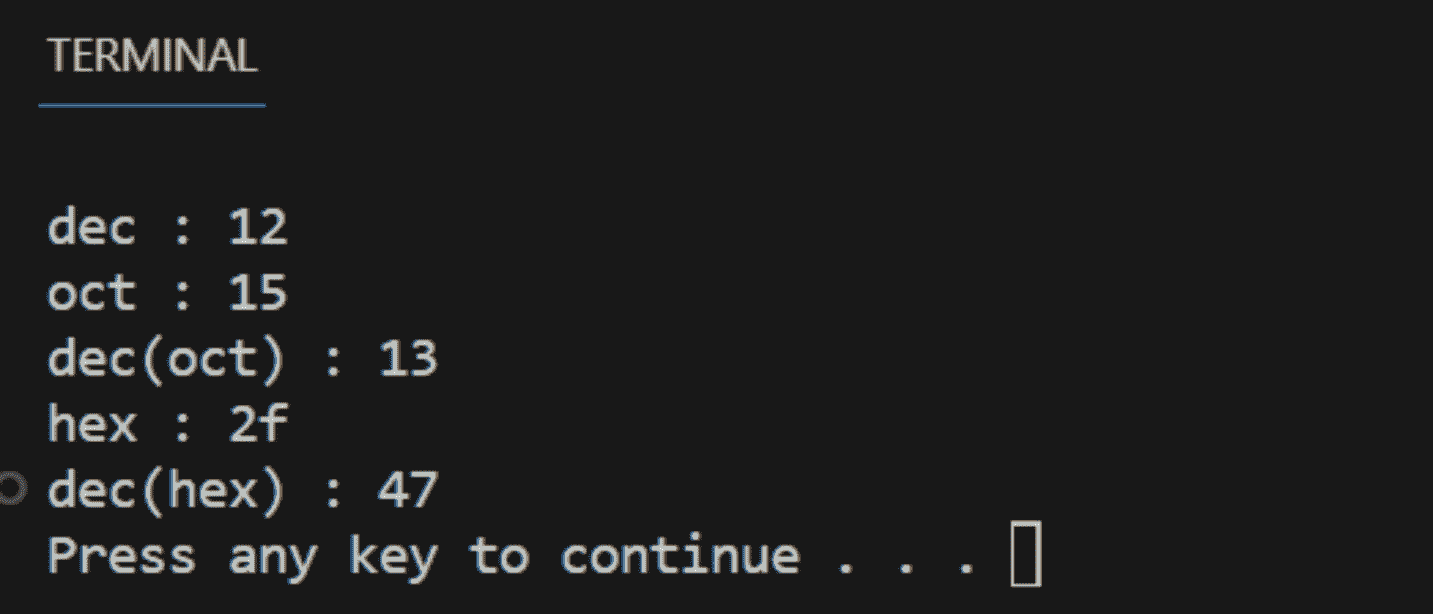 TERMINAL
dec : 12
oct : 15
dec(oct) : 13
hex : 2f
dec(hex) : 47
Press any key to continue . . .